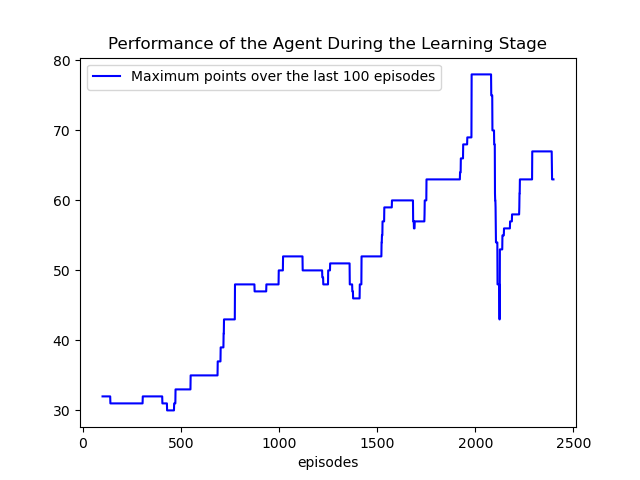 Performance of the Agent During the Learning Stage
Maximum points over the last 100 episodes
80
70
60
50
40
30
0 500 1000 1500 2000 2500
episodes